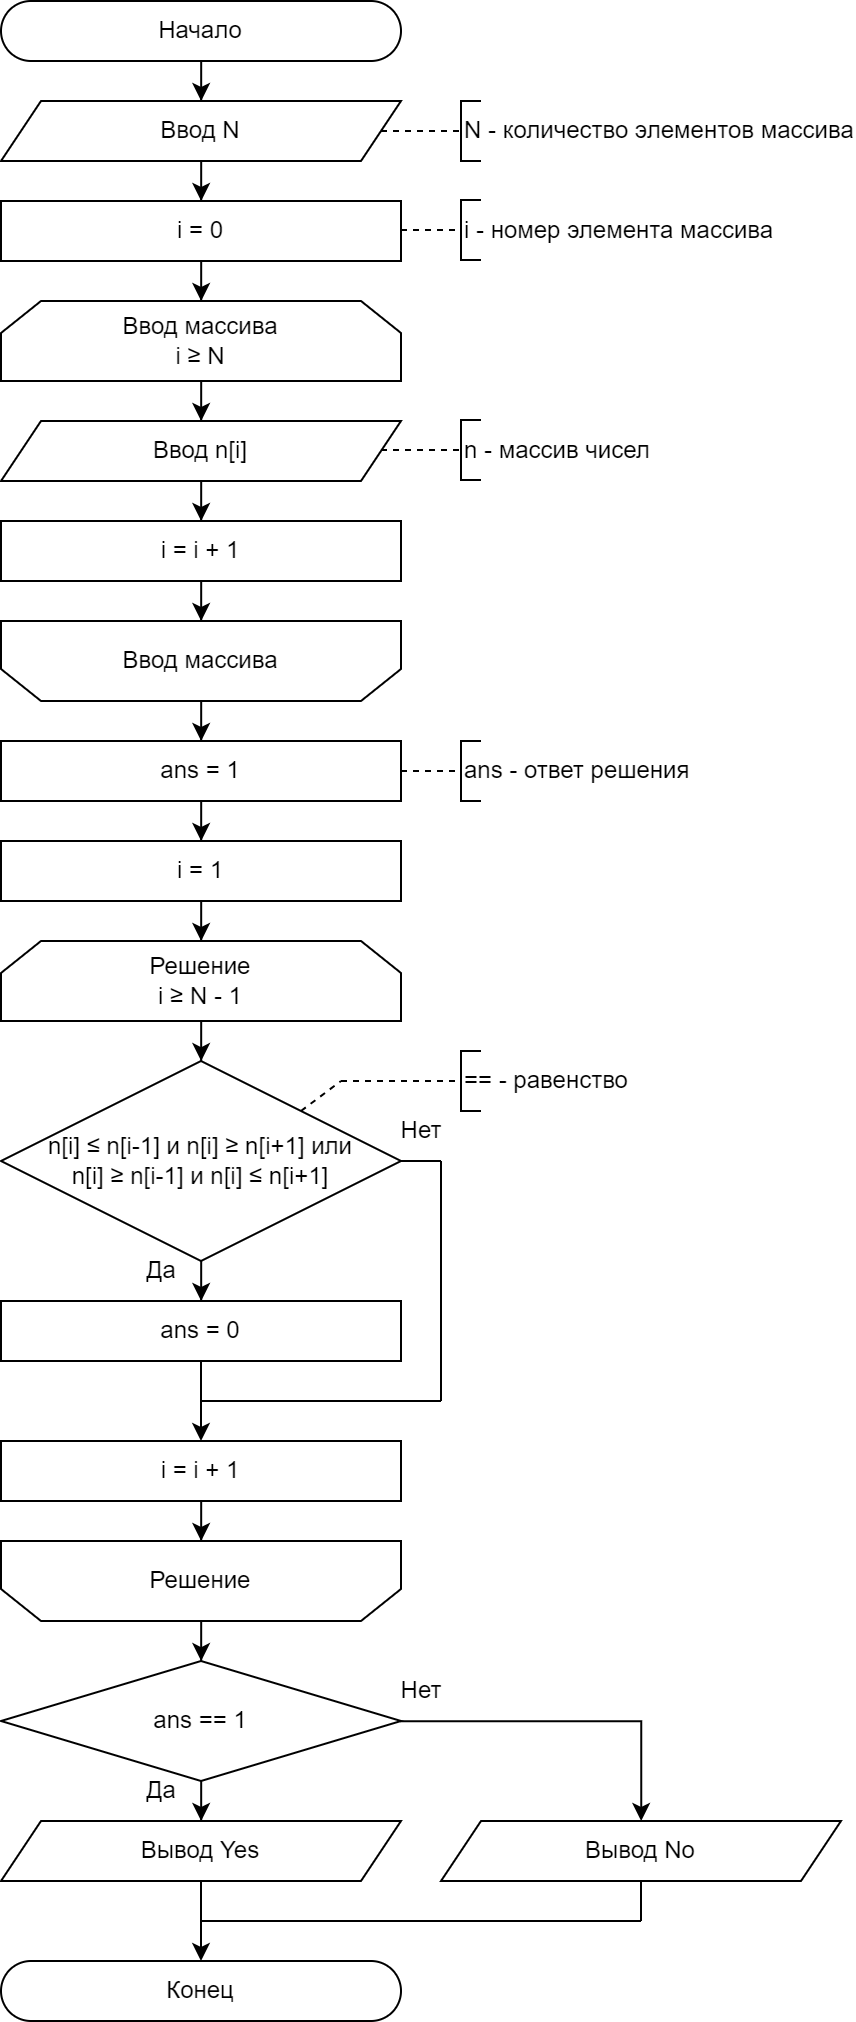 Начало
Ввод N
N - количество элементов массива
i = 0
i - номер элемента массива
Ввод массива
i ≥ N
Ввод n[i]
n - массив чисел
i = i + 1
Ввод массива
ans = 1
ans - ответ решения
i = 1
Решение
i ≥ N - 1
== - равенство
Нет
n[i] ≤ n[i-1] и n[i] ≥ n[i+1] или
n[i] ≥ n[i-1] и n[i] ≤ n[i+1]
Да
ans = 0
i = i + 1
Решение
Нет
ans == 1
Да
Вывод Yes
Вывод No
Конец